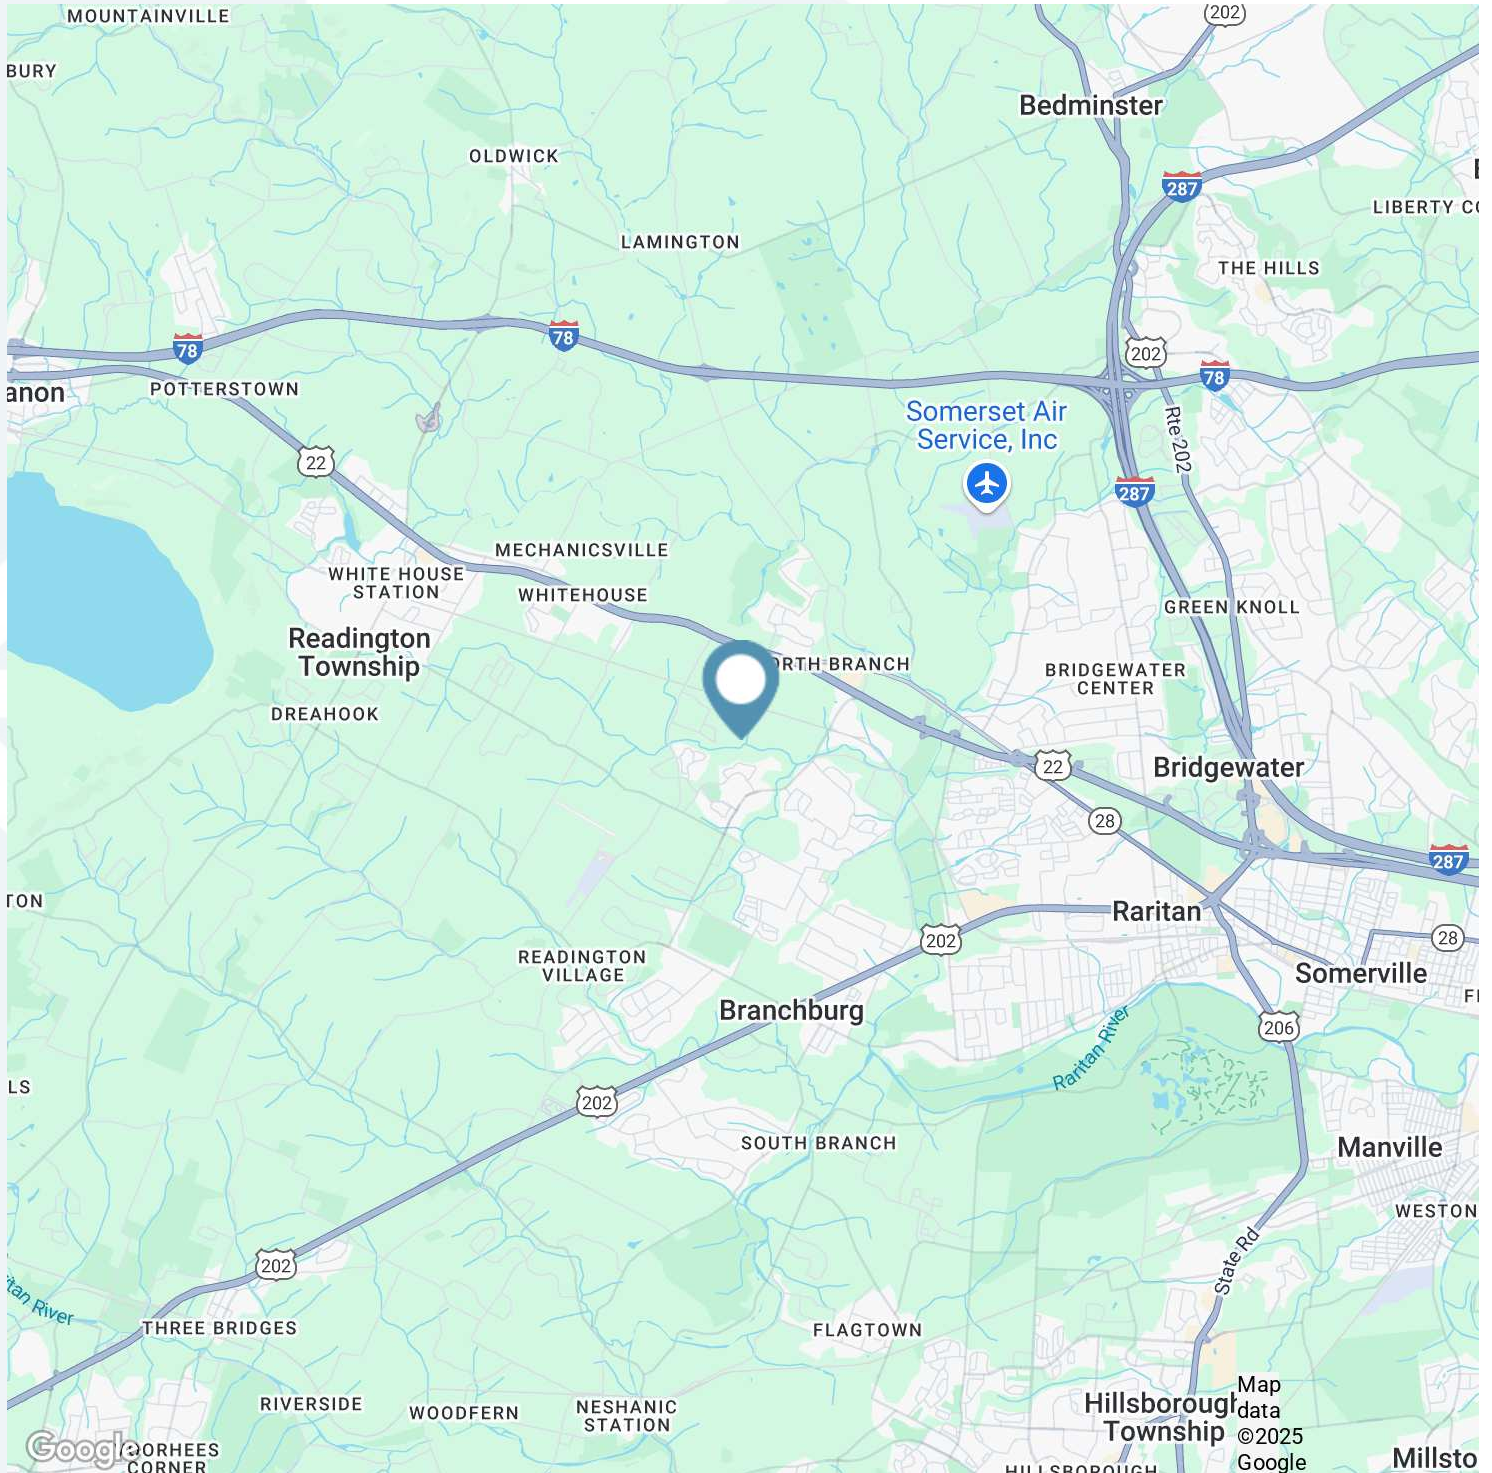 MOUNTAINVILLE
202
BURY
Bedminster
OLDWICK
287
LIBERTY CO
LAMINGTON
THE HILLS
78
78
202
78
anon
POTTERSTOWN
Somerset Air
Service, Inc
Rte 202
22
287
MECHANICSVILLE
WHITE HOUSE
STATION
WHITEHOUSE
GREEN KNOLL
Readington
Township
ORTH BRANCH
BRIDGEWATER
CENTER
DREAHOOK
22
Bridgewater
28
287
TON
Raritan
202
28
READINGTON
VILLAGE
Somerville
Branchburg
206
Raritan River
LS
202
SOUTH BRANCH
Manville
WESTON
202
State Rd
tan River
THREE BRIDGES
FLAGTOWN
RIVERSIDE
WOODFERN
NESHANIC
STATION
Hillsborough
Township
Map
data
©2025
Google
Google
OORHEES
CORNER
Millsto
HILLSBOROUGH